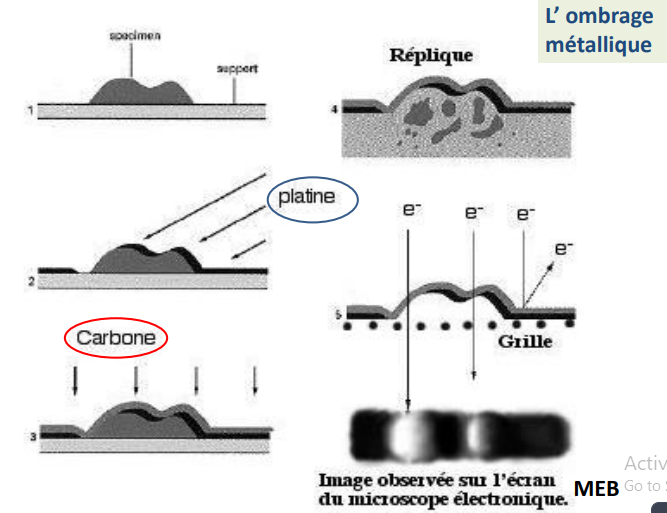 L' ombrage
métallique
specimen
support
1
platine
2
Carbone
3
Réplique
4
e-
e-
e-
e-
5
Grille
Image observée sur l'écran
du microscope électronique.
MEB
Activ
Go to S